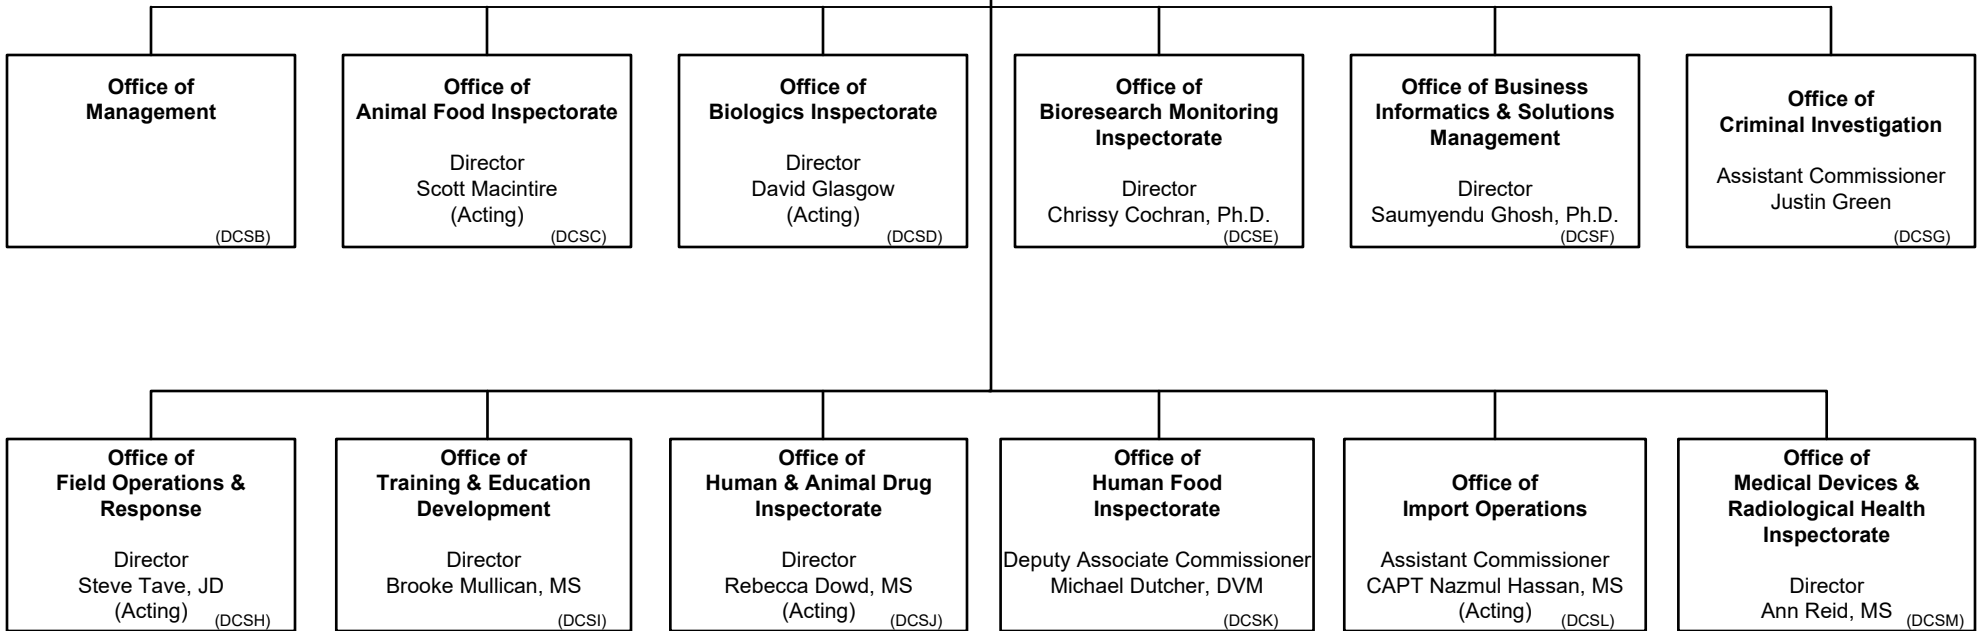 Office of
Management
(DCSB)
Office of
Animal Food Inspectorate
Director
Scott Macintire
(Acting)
(DCSC)
Office of
Biologics Inspectorate
Director
David Glasgow
(Acting)
(DCSD)
Office of
Bioresearch Monitoring
Inspectorate
Director
Chrissy Cochran, Ph.D.
(DCSE)
Office of Business
Informatics & Solutions
Management
Director
Saumyendu Ghosh, Ph.D.
(DCSF)
Office of
Criminal Investigation
Assistant Commissioner
Justin Green
(DCSG)
Office of
Field Operations &
Response
Director
Steve Tave, JD
(Acting)
(DCSH)
Office of
Training & Education
Development
Director
Brooke Mullican, MS
(DCSI)
Office of
Human & Animal Drug
Inspectorate
Director
Rebecca Dowd, MS
(Acting)
(DCSJ)
Office of
Human Food
Inspectorate
Deputy Associate Commissioner
Michael Dutcher, DVM
(DCSK)
Office of
Import Operations
Assistant Commissioner
CAPT Nazmul Hassan, MS
(Acting)
(DCSL)
Office of
Medical Devices &
Radiological Health
Inspectorate
Director
Ann Reid, MS
(DCSM)